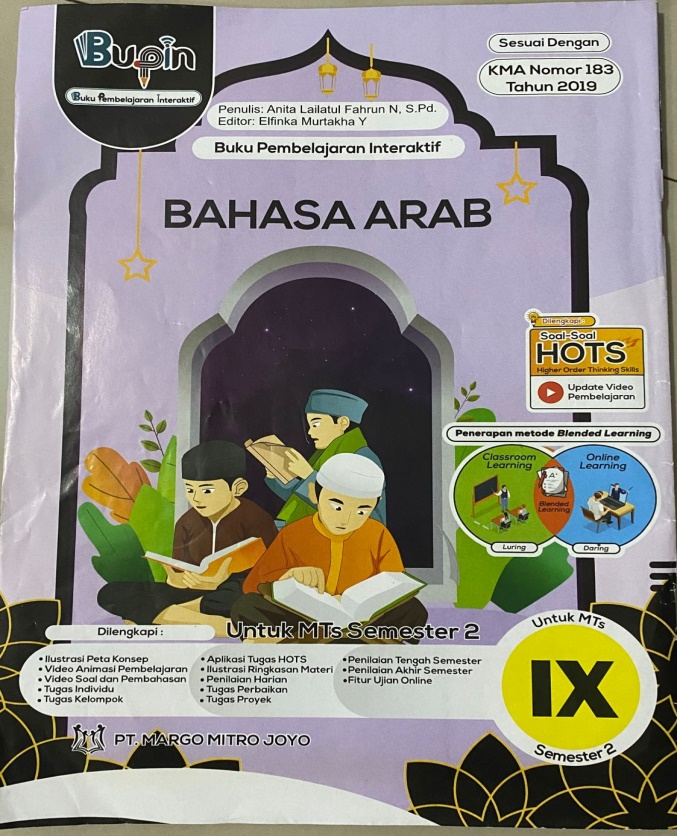 Bupin
Buku Pembelajaran Interaktif
Sesuai Dengan
KMA Nomor 183
Tahun 2019
Penulis: Anita Lailatul Fahrun N, S.Pd.
Editor: Elfinka Murtakha Y
Buku Pembelajaran Interaktif
BAHASA ARAB
Dilengkapi :
Soal-Soal
HOTS
Higher Order Thinking Skills
Update Video
Pembelajaran
Penerapan metode Blended Learning
Classroom
Learning
Online
Learning
A+
Blended
Learning
Luring
Daring
Dilengkapi :
Untuk MTs Semester 2
• Ilustrasi Peta Konsep
• Video Animasi Pembelajaran
• Video Soal dan Pembahasan
• Tugas Individu
• Tugas Kelompok
• Aplikasi Tugas HOTS
• Ilustrasi Ringkasan Materi
• Penilaian Harian
• Tugas Perbaikan
• Tugas Proyek
• Penilaian Tengah Semester
• Penilaian Akhir Semester
• Fitur Ujian Online
Untuk MTs
IX
Semester 2
PT. MARGO MITRO JOYO